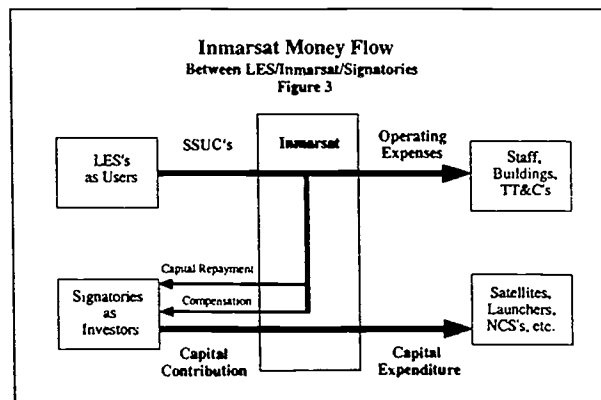 Inmarsat Money Flow
Between LES/Inmarsat/Signatories
Figure 3
LES's
as Users
SSUC's
Inmarsat
Operating
Expenses
Staff,
Buildings,
TT&C's
Capital Repayment
Compensation
Signatories
as
Investors
Capital
Contribution
Capital
Expenditure
Satellites,
Launchers,
NCS's, etc.